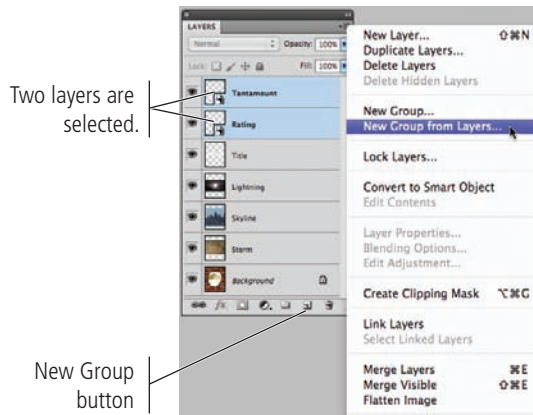 LAYERS
Normal
Opacity: 100%
Lock:
Fill: 100%
Two layers are
selected.
Tantamount
Rating
Title
Lightning
Skyline
Storm
Background
fx
New Group
button
New Layer... ⇧⌘N
Duplicate Layers...
Delete Layers
Delete Hidden Layers
New Group...
New Group from Layers...
Lock Layers...
Convert to Smart Object
Edit Contents
Layer Properties...
Blending Options...
Edit Adjustment...
Create Clipping Mask ⌥⌘G
Link Layers
Select Linked Layers
Merge Layers ⌘E
Merge Visible ⇧⌘E
Flatten Image